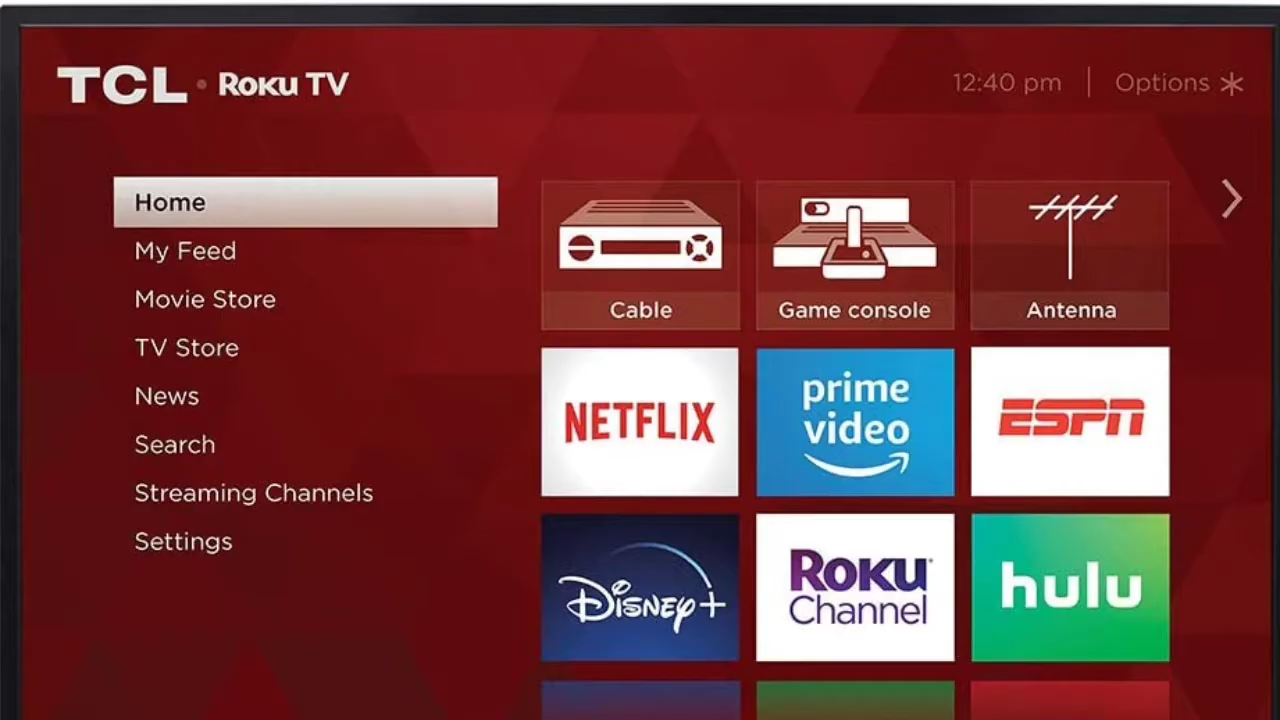 TCL • Roku TV
12:40 pm | Options *
Home
My Feed
Movie Store
TV Store
News
Search
Streaming Channels
Settings
Cable
Game console
Antenna
NETFLIX
prime
video
ESPN
Disney+
Roku
Channel
hulu